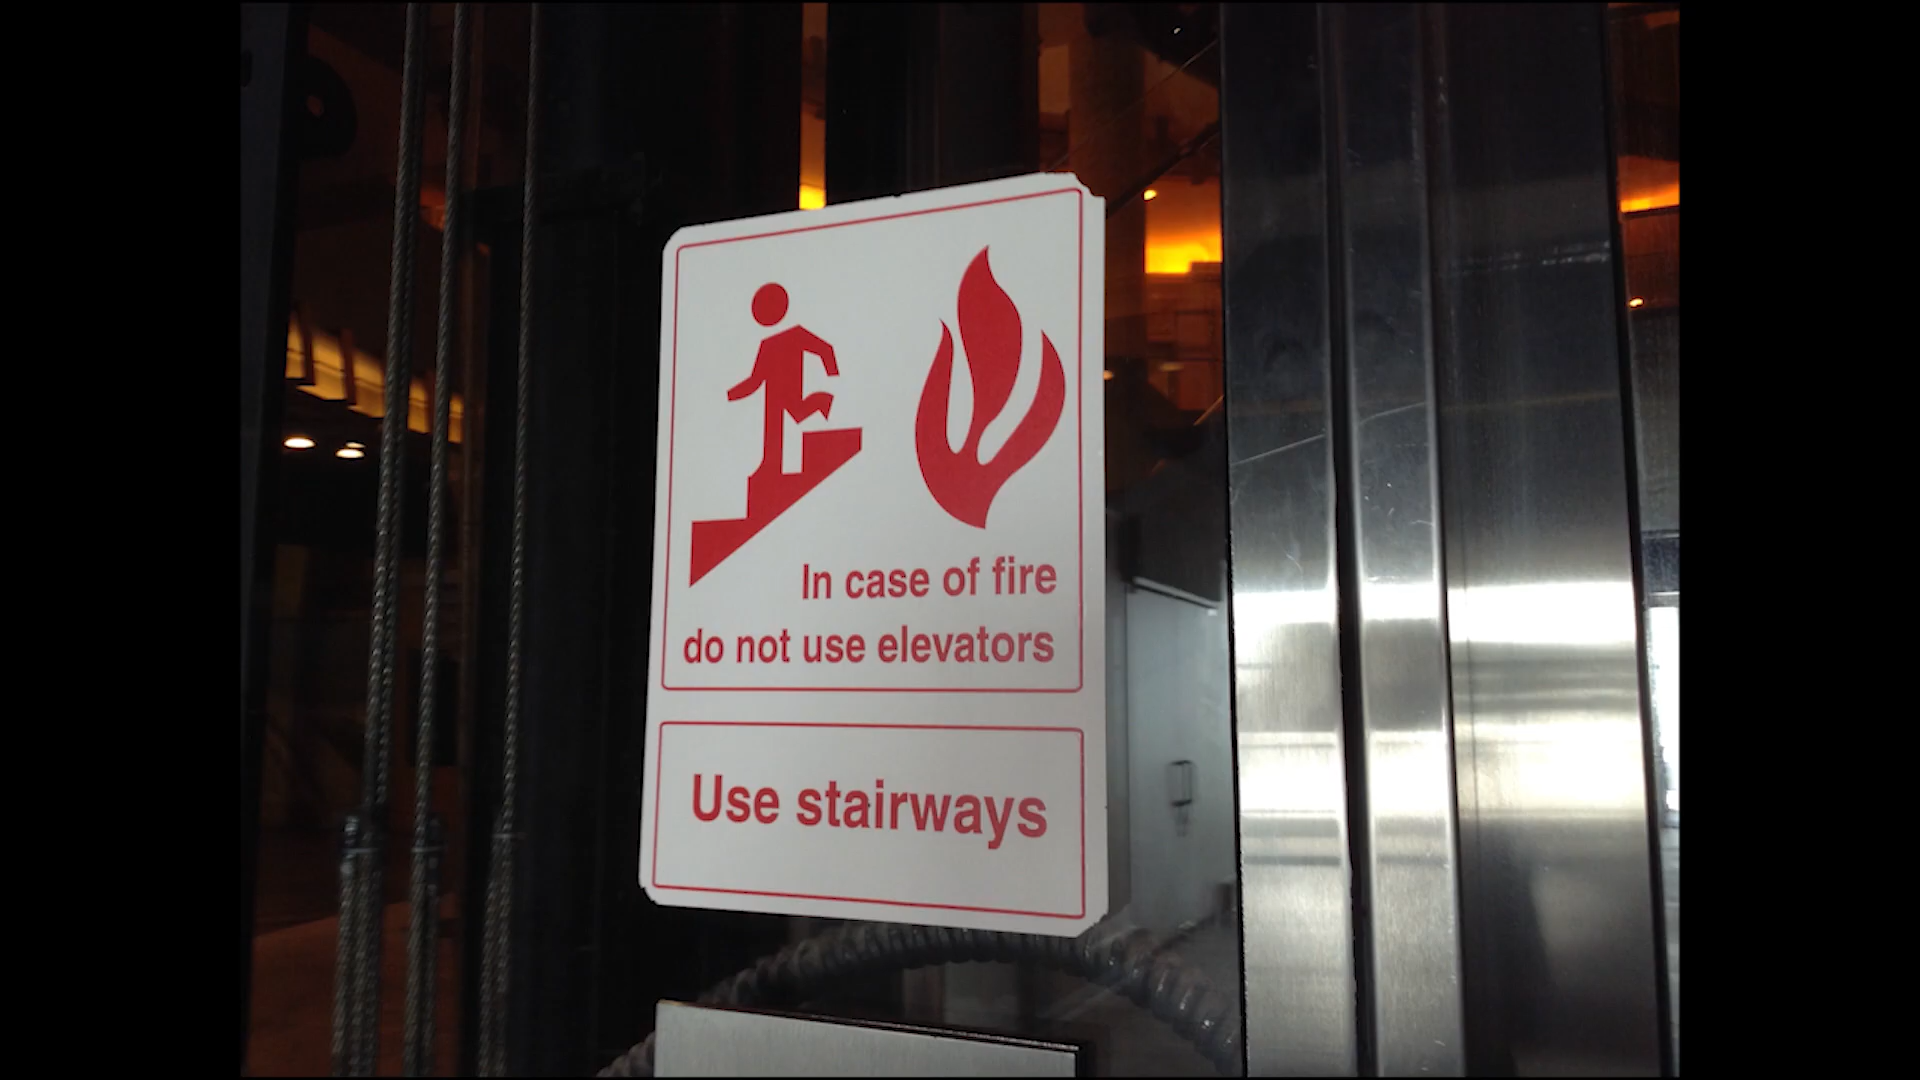 In case of fire
do not use elevators
Use stairways